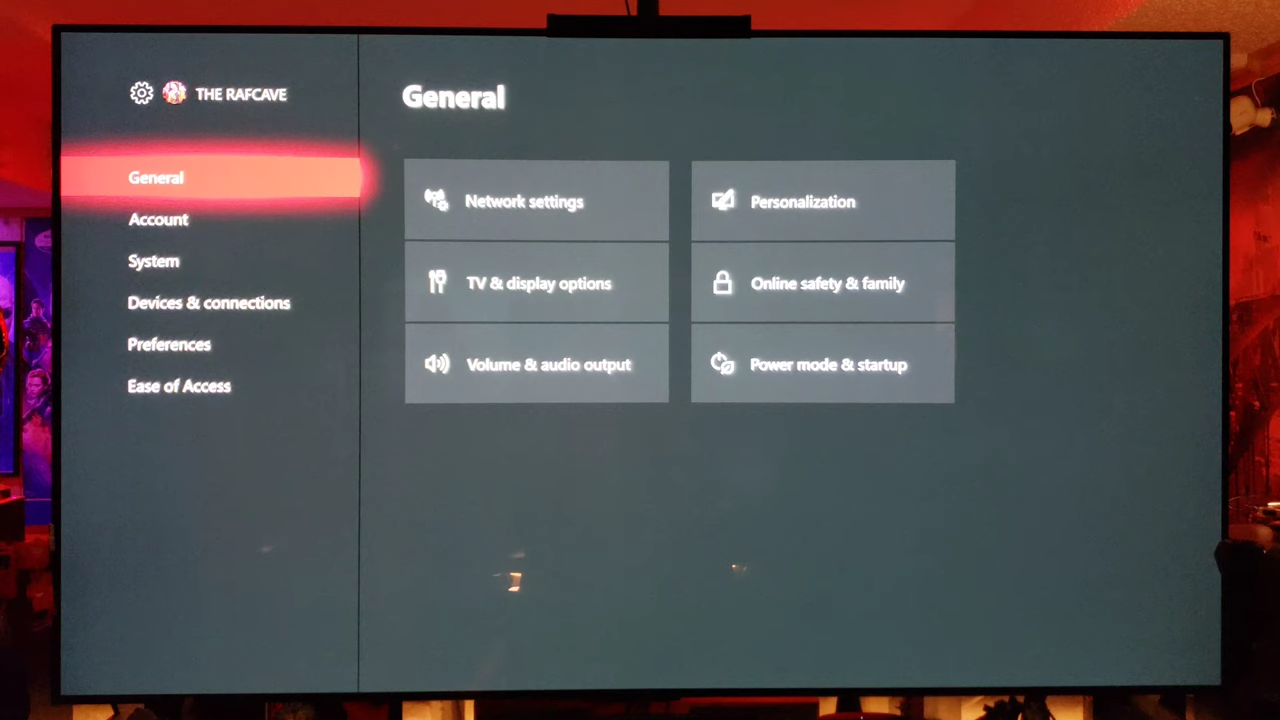 THE RAFCAVE
General
Account
System
Devices & connections
Preferences
Ease of Access
General
Network settings
TV & display options
Volume & audio output
Personalization
Online safety & family
Power mode & startup